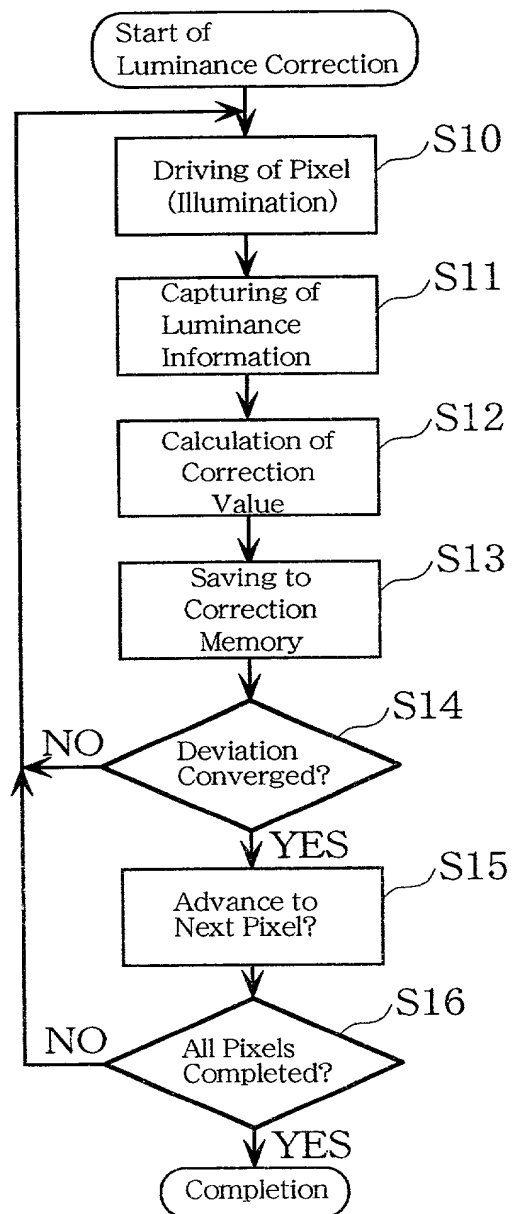 Start of
Luminance Correction
S10
Driving of Pixel
(Illumination)
S11
Capturing of
Luminance
Information
S12
Calculation of
Correction
Value
S13
Saving to
Correction
Memory
S14
NO
Deviation
Converged?
YES
S15
Advance to
Next Pixel?
S16
NO
All Pixels
Completed?
YES
Completion